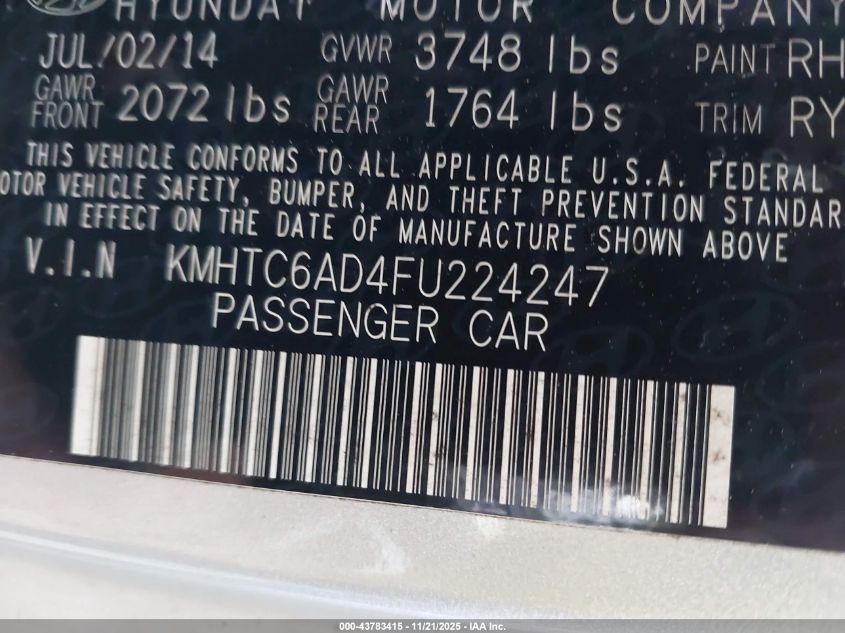 HYUNDAI MOTOR COMPANY
JUL/02/14 GVWR 3748 lbs PAINT RH
GAWR FRONT 2072 lbs GAWR REAR 1764 lbs TRIM RY
THIS VEHICLE CONFORMS TO ALL APPLICABLE U.S.A. FEDERAL
OTOR VEHICLE SAFETY, BUMPER, AND THEFT PREVENTION STANDAR
IN EFFECT ON THE DATE OF MANUFACTURE SHOWN ABOVE
V.I.N KMHTC6AD4FU224247
PASSENGER CAR
000-43783415 - 11/21/2025 - IAA Inc.